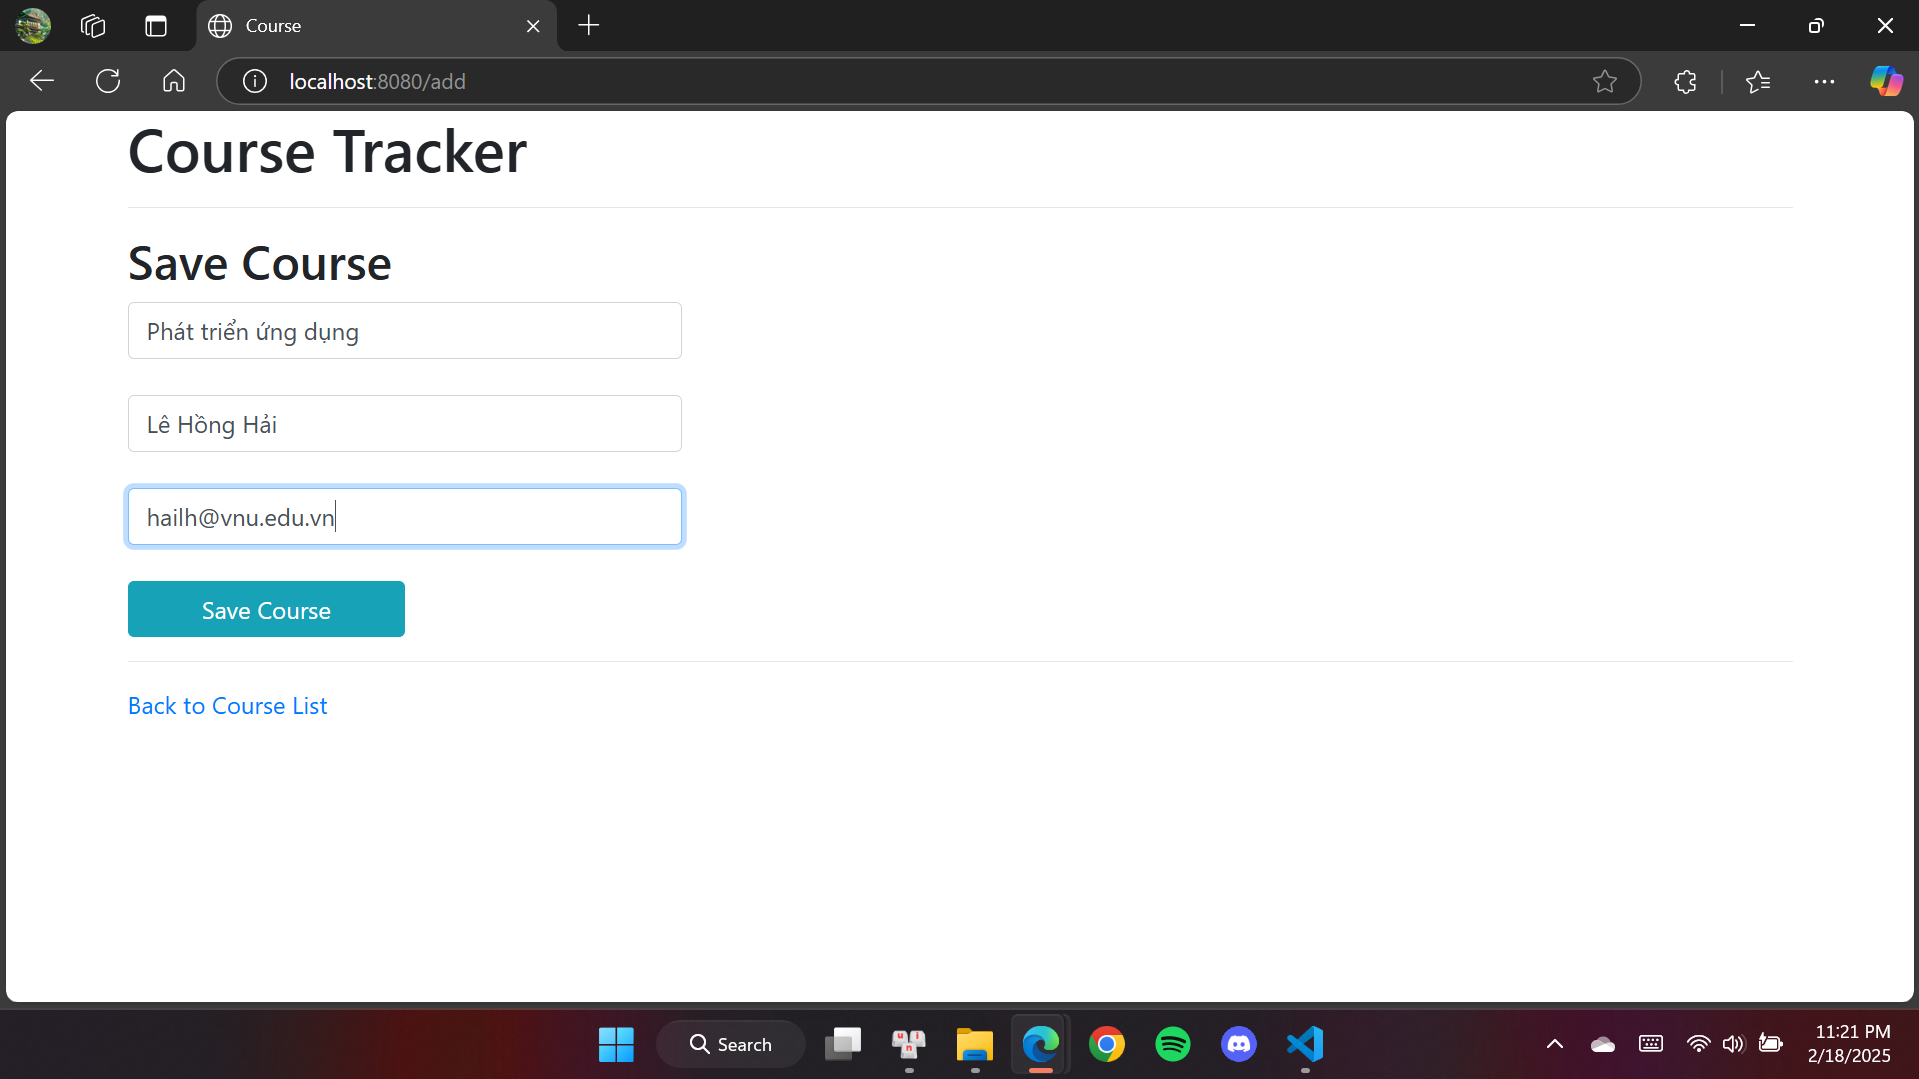 Course
localhost:8080/add
Course Tracker
Save Course
Phát triển ứng dụng
Lê Hồng Hải
hailh@vnu.edu.vn
Save Course
Back to Course List
Search
11:21 PM
2/18/2025